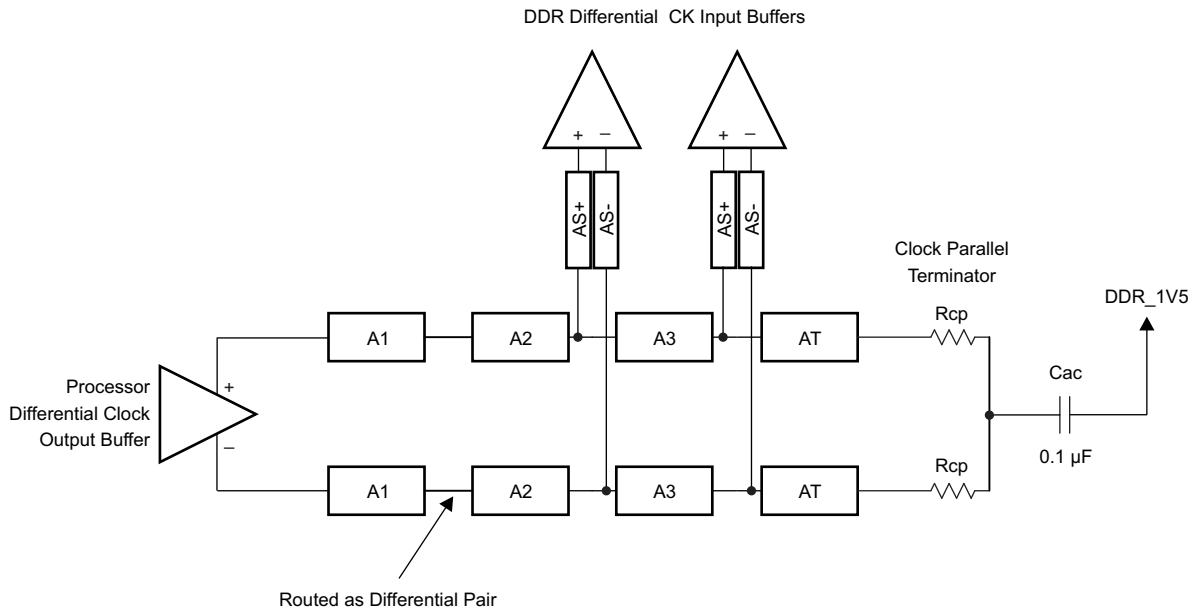 DDR Differential CK Input Buffers
+ –
+ –
AS+
AS-
AS+
AS-
Clock Parallel
Terminator
DDR_1V5
A1
A2
A3
AT
Rcp
Processor
Differential Clock
Output Buffer
+
–
Cac
0.1 µF
A1
A2
A3
AT
Rcp
Routed as Differential Pair